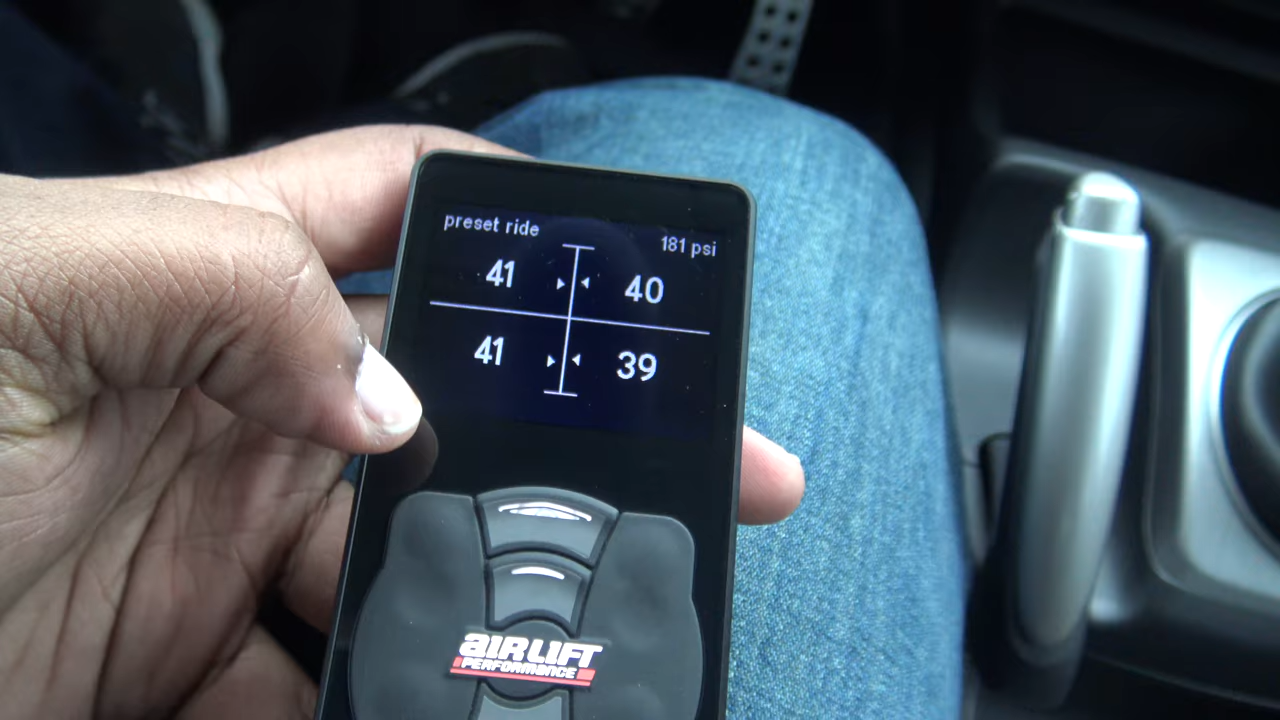 preset ride
181 psi
41 40
41 39
AIR LIFT
PERFORMANCE